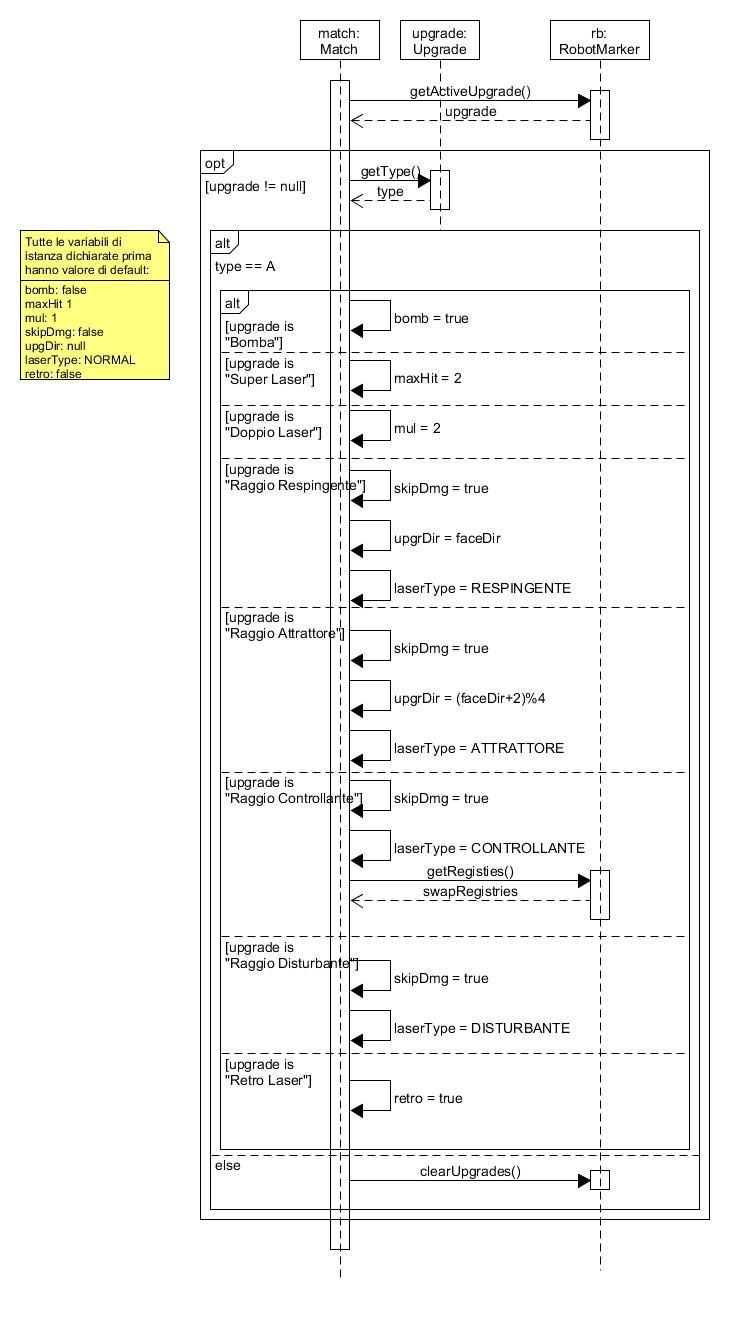 match:
Match
upgrade:
Upgrade
rb:
RobotMarker
getActiveUpgrade()
upgrade
opt
[upgrade != null]
getType()
type
Tutte le variabili di
istanza dichiarate prima
hanno valore di default:
bomb: false
maxHit 1
mul: 1
skipDmg: false
upgDir: null
laserType: NORMAL
retro: false
alt
type == A
alt
[upgrade is
"Bomba"]
bomb = true
[upgrade is
"Super Laser"]
maxHit = 2
[upgrade is
"Doppio Laser"]
mul = 2
[upgrade is
"Raggio Respingente"]
skipDmg = true
upgrDir = faceDir
laserType = RESPINGENTE
[upgrade is
"Raggio Attrattore"]
skipDmg = true
upgrDir = (faceDir+2)%4
laserType = ATTRATTORE
[upgrade is
"Raggio Controllante"]
skipDmg = true
laserType = CONTROLLANTE
getRegisties()
swapRegistries
[upgrade is
"Raggio Disturbante"]
skipDmg = true
laserType = DISTURBANTE
[upgrade is
"Retro Laser"]
retro = true
else
clearUpgrades()